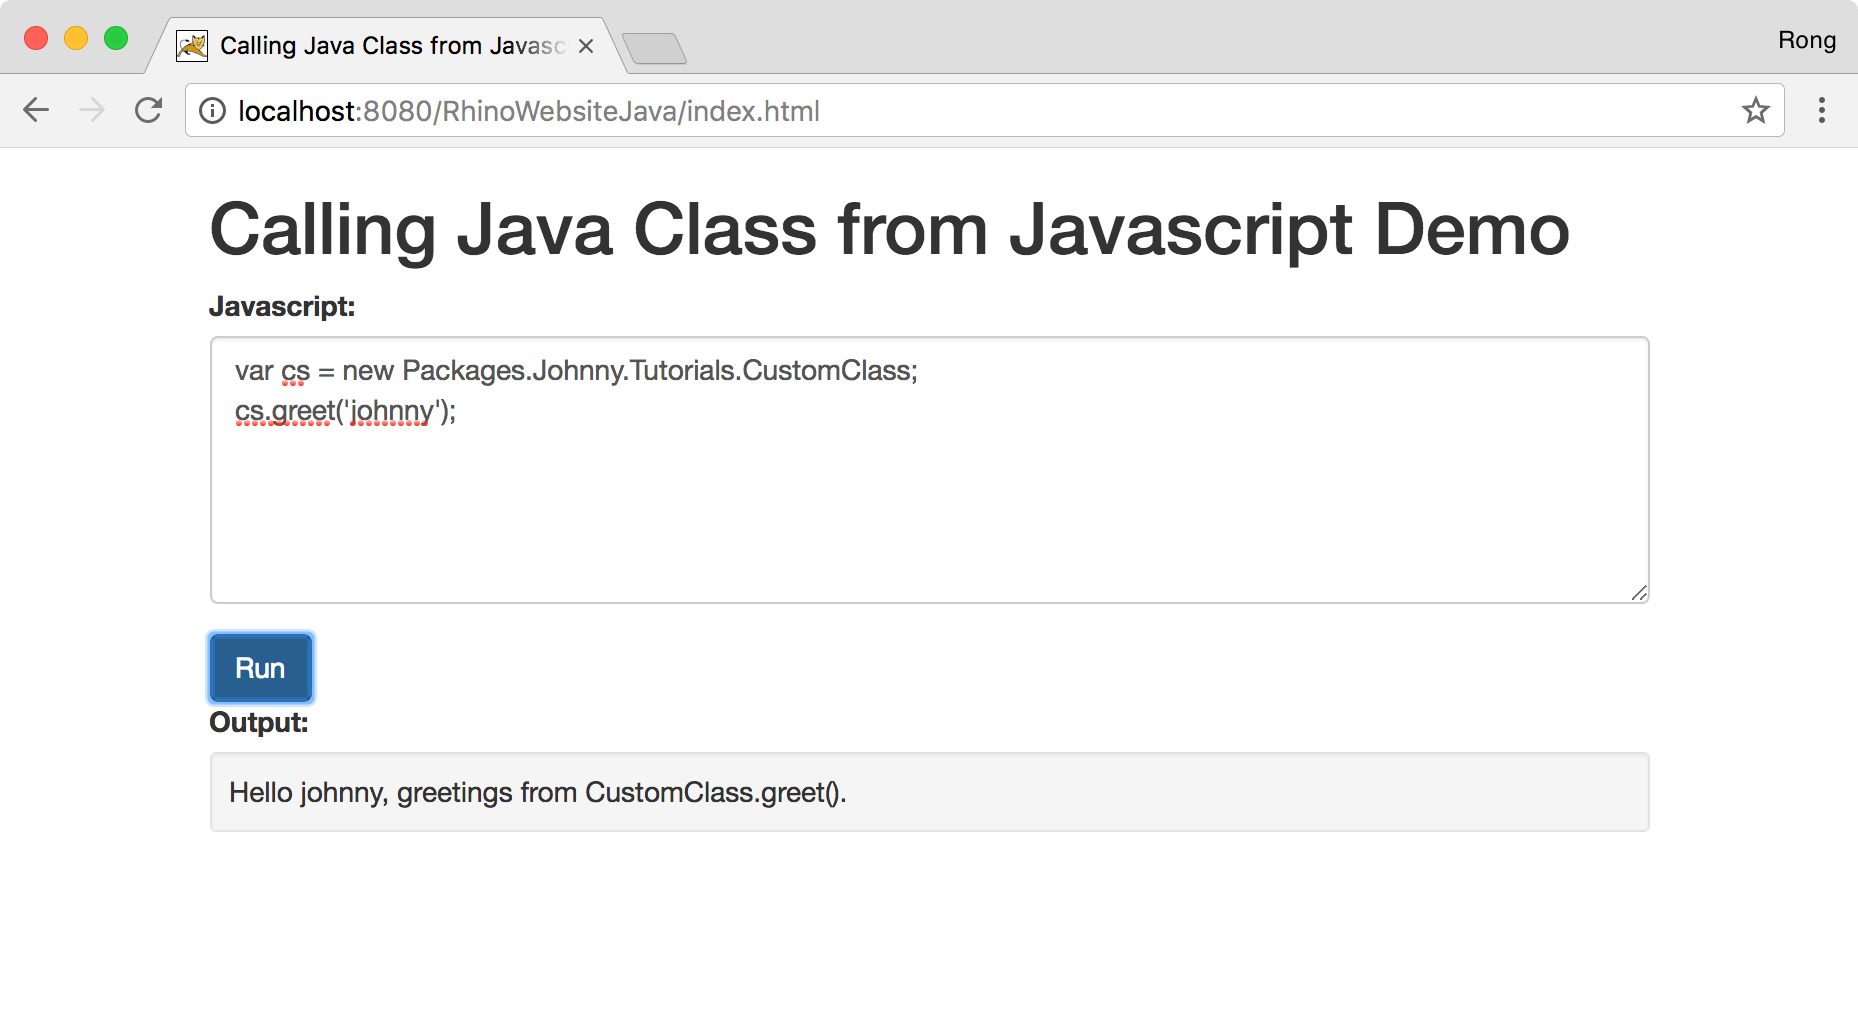 Calling Java Class from Javasc
Rong
localhost:8080/RhinoWebsiteJava/index.html
Calling Java Class from Javascript Demo
Javascript:
var cs = new Packages.Johnny.Tutorials.CustomClass;
cs.greet('johnny');
Run
Output:
Hello johnny, greetings from CustomClass.greet().